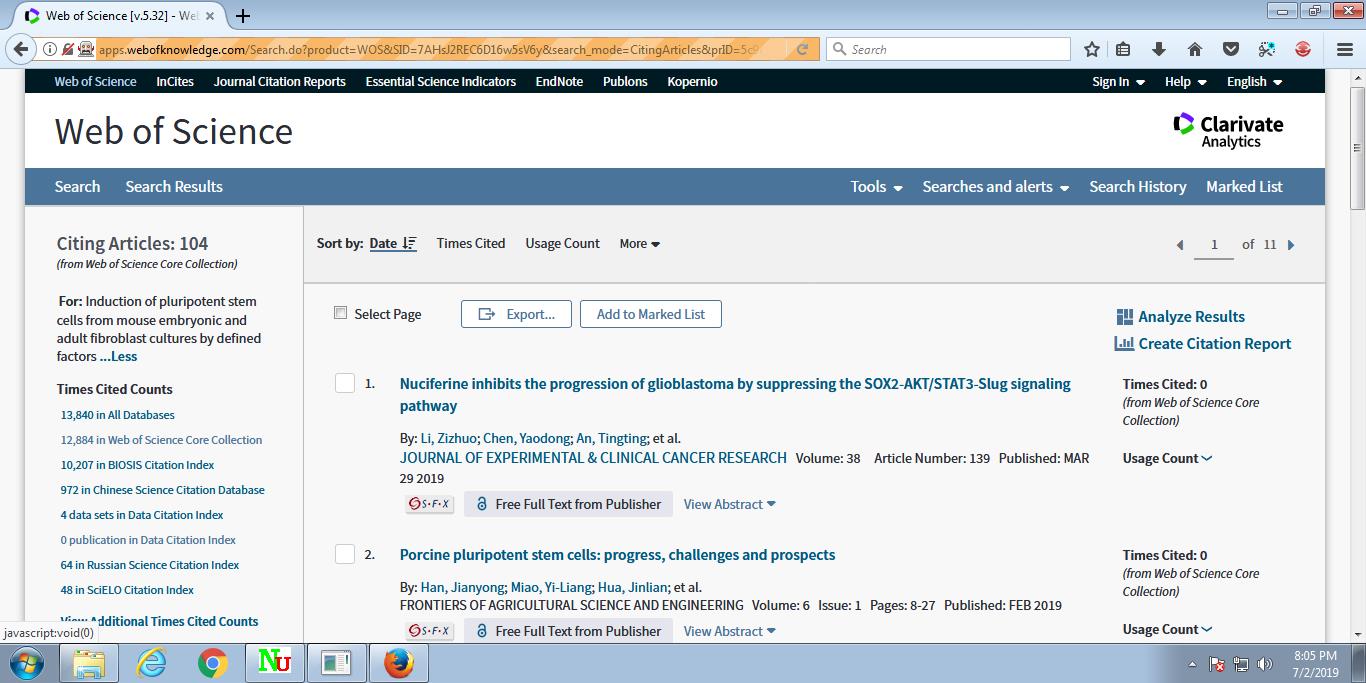 Web of Science [v.5.32] - We
apps.webofknowledge.com/Search.do?product=WOS&SID=7AHsJ2REC6D16w5sV6y&search_mode=CitingArticles&prID=5c9
Search
Web of Science InCites Journal Citation Reports Essential Science Indicators EndNote Publons Kopernio Sign In Help English
Web of Science
Clarivate
Analytics
Search Search Results Tools Searches and alerts Search History Marked List
Citing Articles: 104
(from Web of Science Core Collection)
For: Induction of pluripotent stem
cells from mouse embryonic and
adult fibroblast cultures by defined
factors ...Less
Times Cited Counts
13,840 in All Databases
12,884 in Web of Science Core Collection
10,207 in BIOSIS Citation Index
972 in Chinese Science Citation Database
4 data sets in Data Citation Index
0 publication in Data Citation Index
64 in Russian Science Citation Index
48 in SciELO Citation Index
View Additional Times Cited Counts
javascript:void(0)
Sort by: Date Times Cited Usage Count More
1 of 11
Select Page Export... Add to Marked List
Analyze Results
Create Citation Report
1. Nuciferine inhibits the progression of glioblastoma by suppressing the SOX2-AKT/STAT3-Slug signaling
pathway
By: Li, Zizhuo; Chen, Yaodong; An, Tingting; et al.
JOURNAL OF EXPERIMENTAL & CLINICAL CANCER RESEARCH Volume: 38 Article Number: 139 Published: MAR
29 2019
S·F·X Free Full Text from Publisher View Abstract
Times Cited: 0
(from Web of Science Core
Collection)
Usage Count
2. Porcine pluripotent stem cells: progress, challenges and prospects
By: Han, Jianyong; Miao, Yi-Liang; Hua, Jinlian; et al.
FRONTIERS OF AGRICULTURAL SCIENCE AND ENGINEERING Volume: 6 Issue: 1 Pages: 8-27 Published: FEB 2019
S·F·X Free Full Text from Publisher View Abstract
Times Cited: 0
(from Web of Science Core
Collection)
Usage Count
NU
8:05 PM
7/2/2019